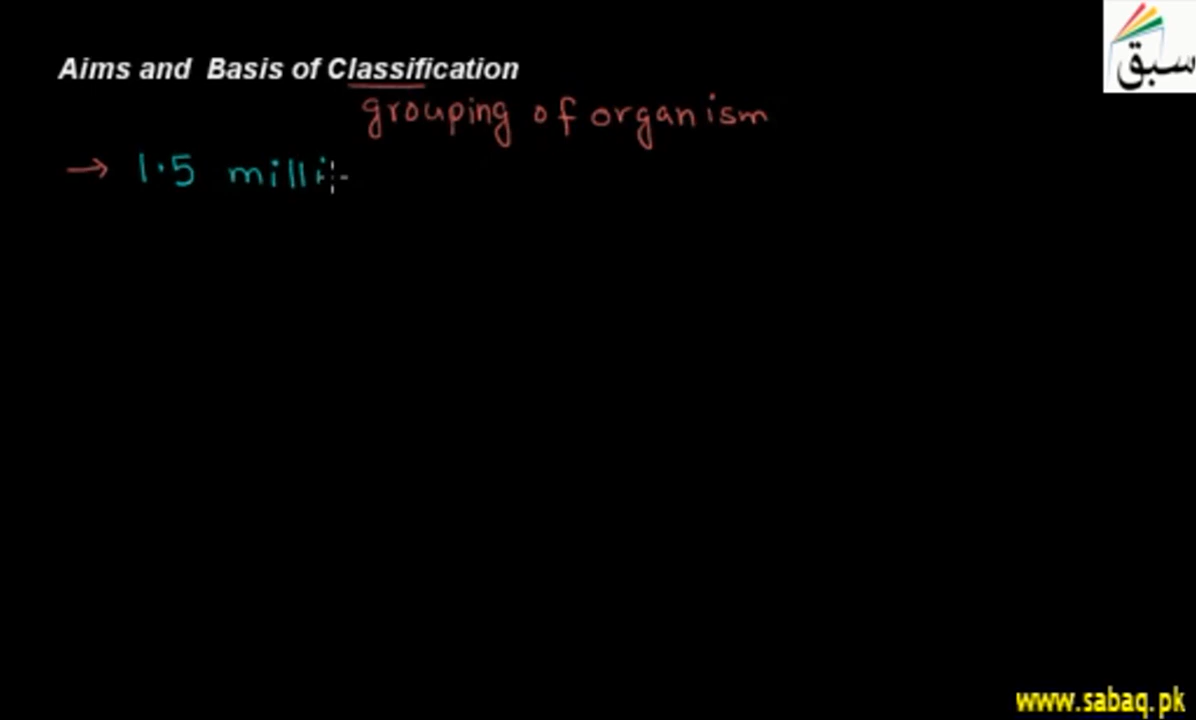 Aims and Basis of Classification
grouping of organism
→ 1.5 milli
سبق
www.sabaq.pk